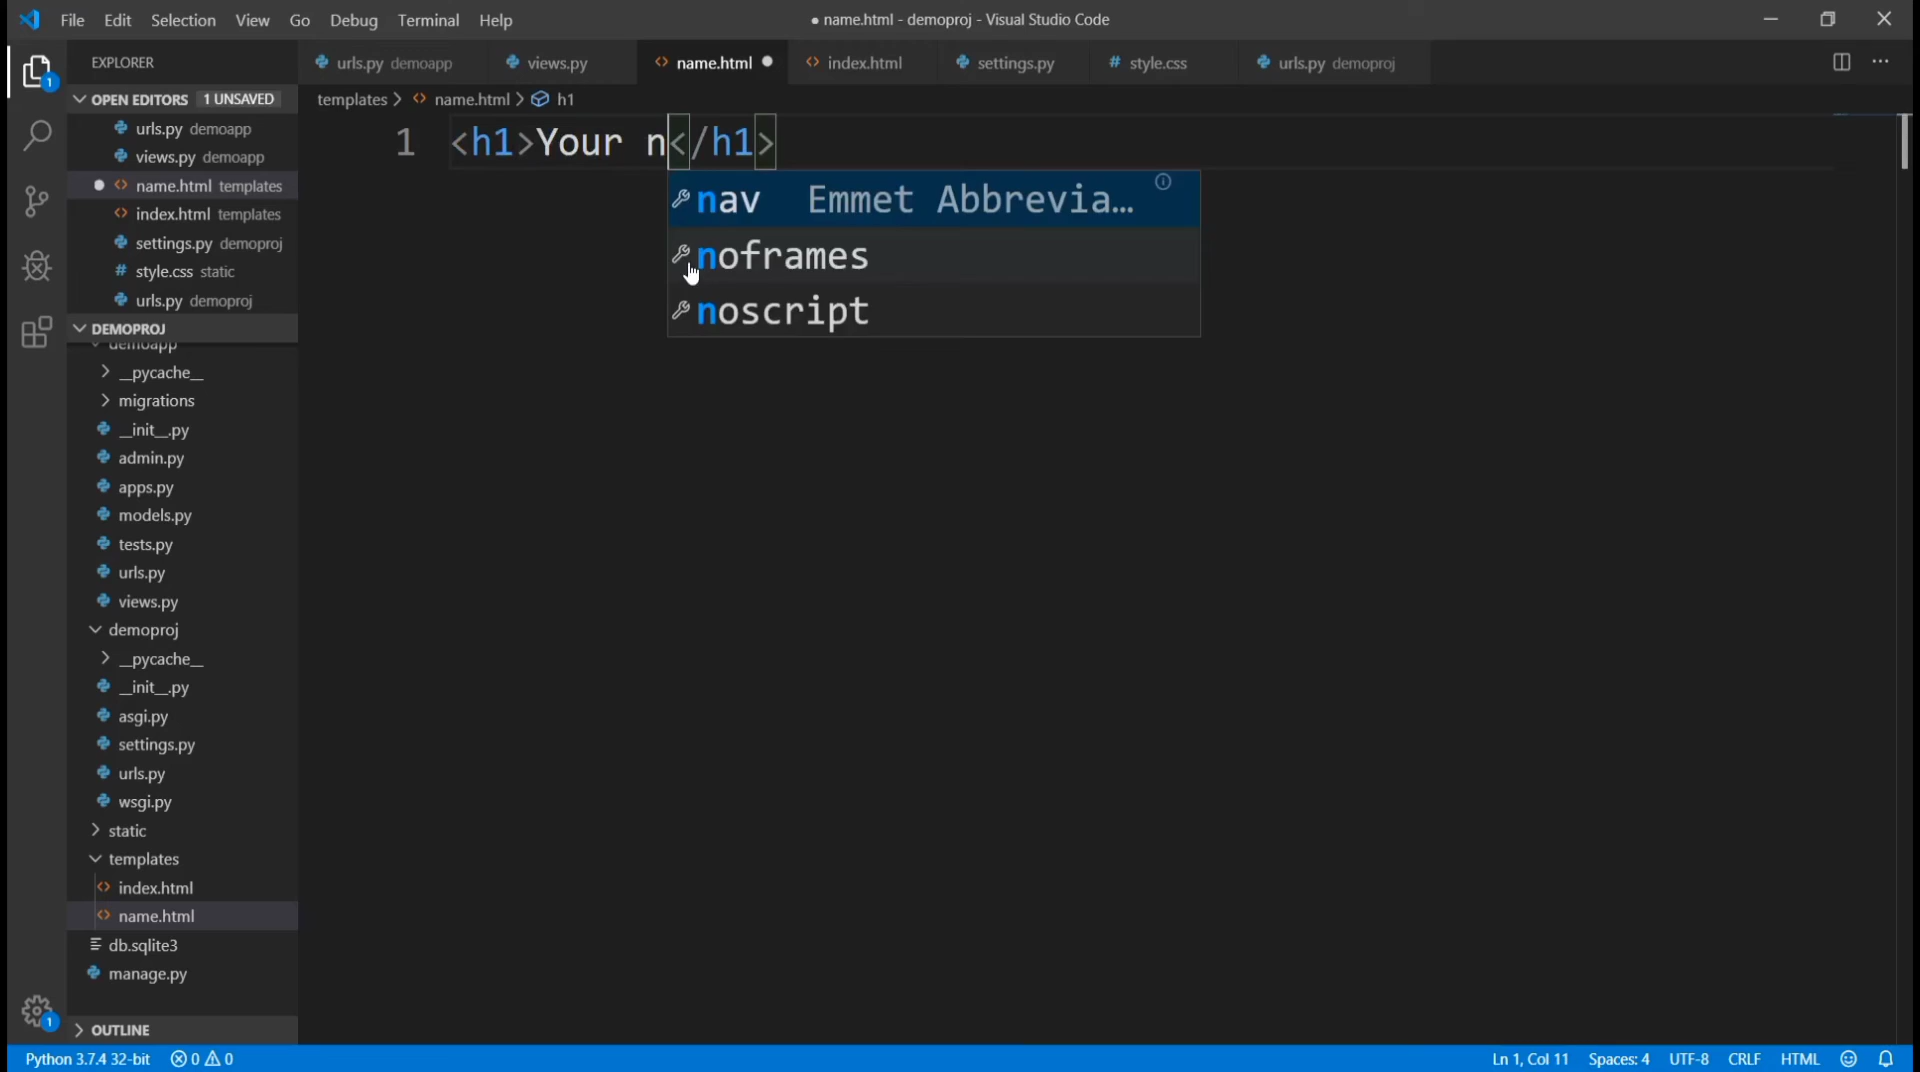 File Edit Selection View Go Debug Terminal Help
● name.html - demoproj - Visual Studio Code
EXPLORER
OPEN EDITORS 1 UNSAVED
urls.py demoapp
views.py demoapp
name.html templates
index.html templates
settings.py demoproj
style.css static
urls.py demoproj
DEMOPROJ
demoapp
__pycache__
migrations
__init__.py
admin.py
apps.py
models.py
tests.py
urls.py
views.py
demoproj
__pycache__
__init__.py
asgi.py
settings.py
urls.py
wsgi.py
static
templates
index.html
name.html
db.sqlite3
manage.py
OUTLINE
1
1
urls.py demoapp views.py name.html index.html settings.py style.css urls.py demoproj
templates > name.html > h1
1 <h1>Your n</h1>
nav Emmet Abbrevia…
noframes
noscript
Python 3.7.4 32-bit 0 0
Ln 1, Col 11 Spaces: 4 UTF-8 CRLF HTML